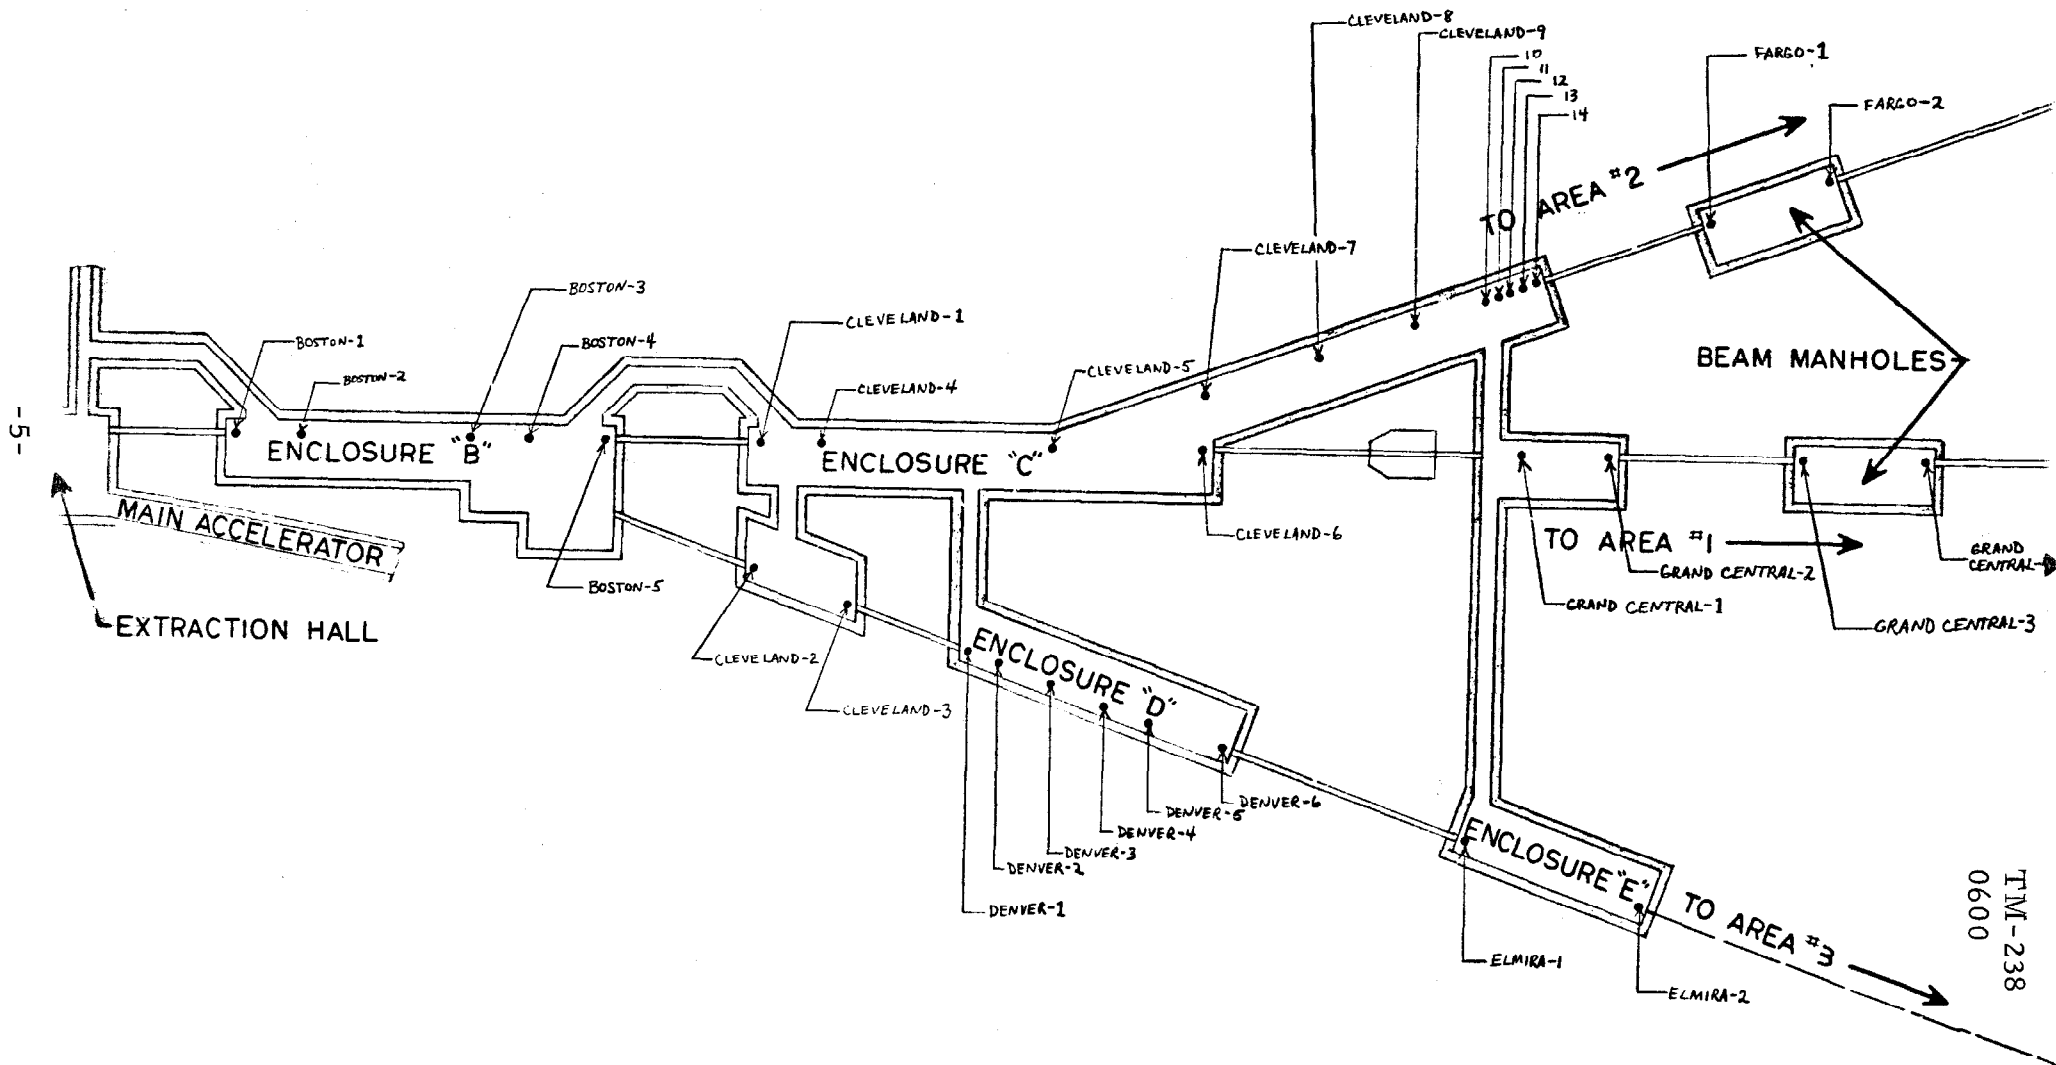 CLEVELAND-8
CLEVELAND-9
10
11
12
13
14
FARGO-1
FARGO-2
TO AREA #2
CLEVELAND-7
BOSTON-3
BOSTON-1
BOSTON-4
BOSTON-2
CLEVELAND-1
CLEVELAND-4
CLEVELAND-5
BEAM MANHOLES
-5-
ENCLOSURE "B"
ENCLOSURE "C"
MAIN ACCELERATOR
EXTRACTION HALL
BOSTON-5
CLEVELAND-6
TO AREA #1
GRAND CENTRAL-2
GRAND CENTRAL-1
GRAND
CENTRAL-
GRAND CENTRAL-3
CLEVELAND-2
CLEVELAND-3
ENCLOSURE "D"
DENVER-6
DENVER-5
DENVER-4
DENVER-3
DENVER-2
DENVER-1
ENCLOSURE "E"
TO AREA #3
ELMIRA-1
ELMIRA-2
TM-238
0600